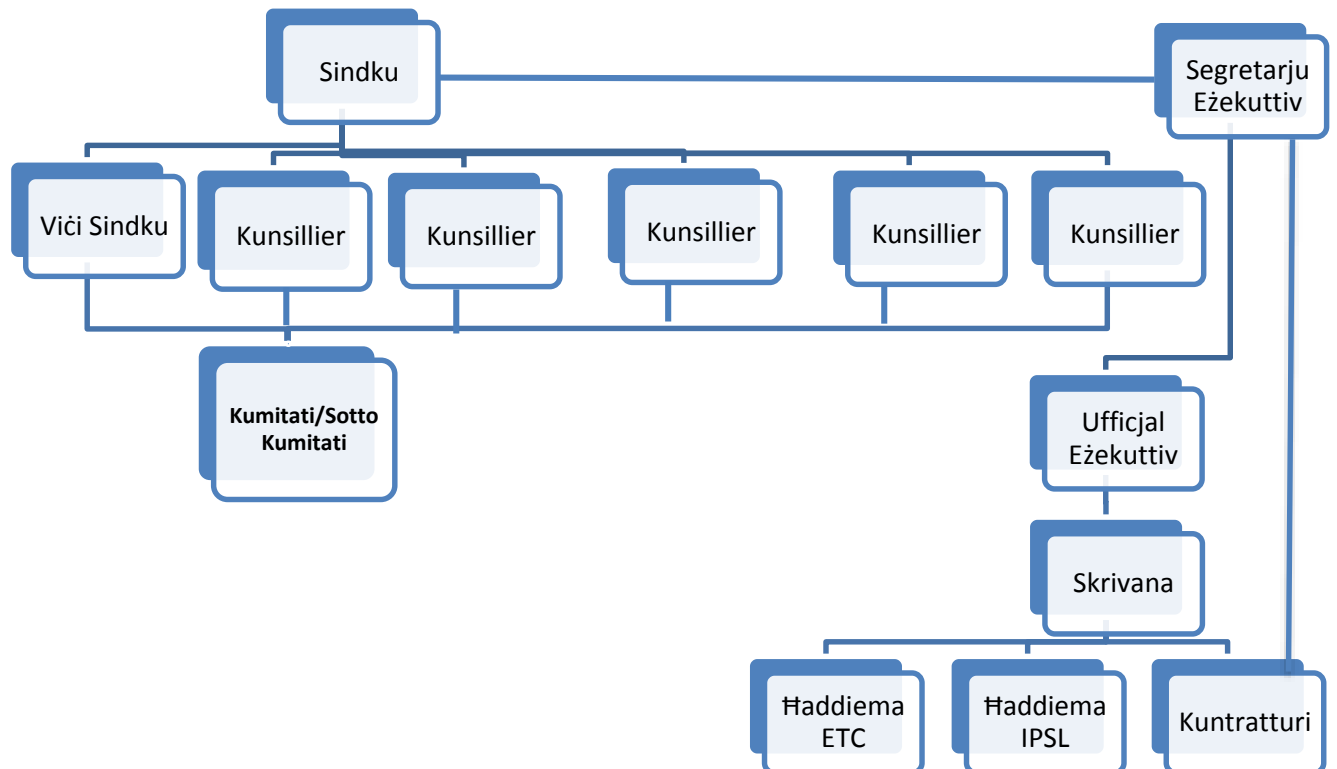 Sindku
Segretarju
Eżekuttiv
Viċi Sindku
Kunsillier
Kunsillier
Kunsillier
Kunsillier
Kunsillier
Kumitati/Sotto
Kumitati
Ufficjal
Eżekuttiv
Skrivana
Ħaddiema
ETC
Ħaddiema
IPSL
Kuntratturi